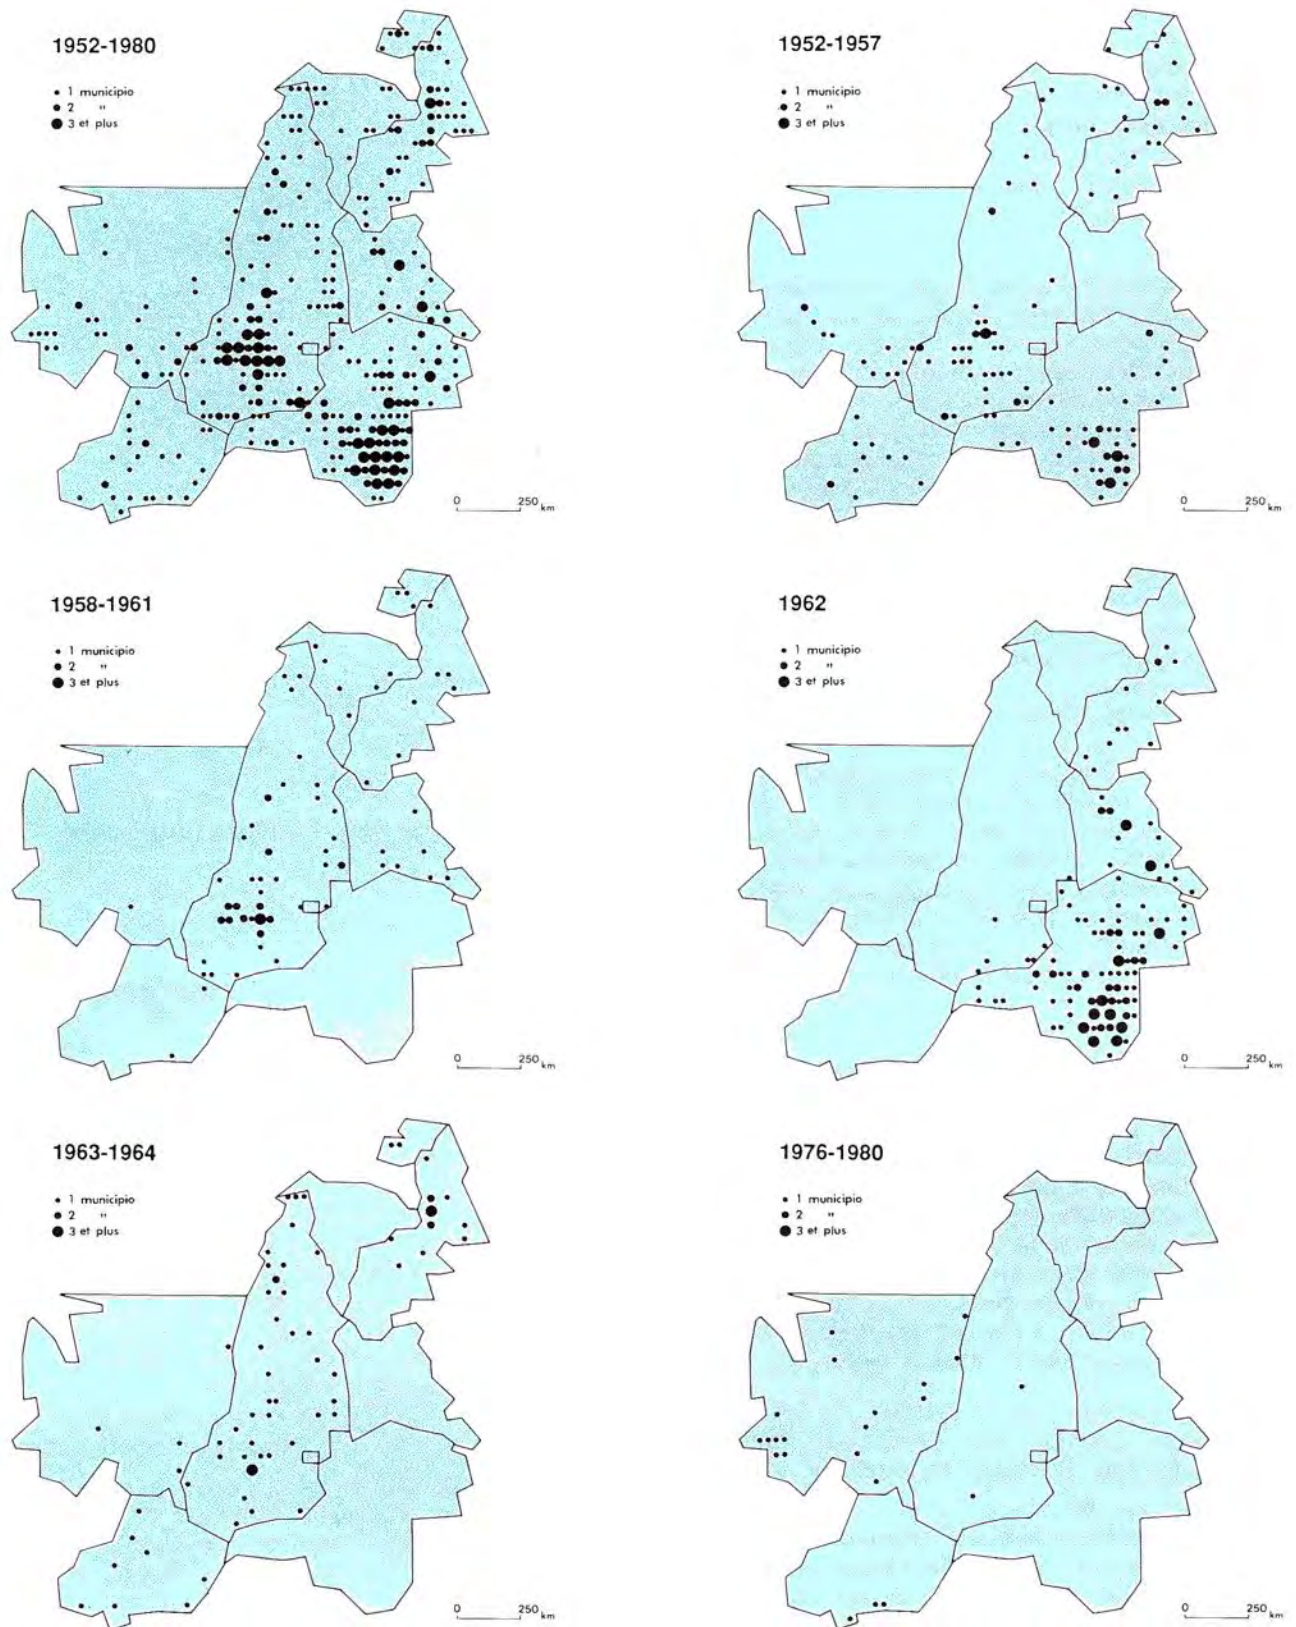 1952-1980
• 1 municipio
• 2 "
● 3 et plus
0 250 km
1952-1957
• 1 municipio
• 2 "
● 3 et plus
0 250 km
1958-1961
• 1 municipio
• 2 "
● 3 et plus
0 250 km
1962
• 1 municipio
• 2 "
● 3 et plus
0 250 km
1963-1964
• 1 municipio
• 2 "
● 3 et plus
0 250 km
1976-1980
• 1 municipio
• 2 "
● 3 et plus
0 250 km